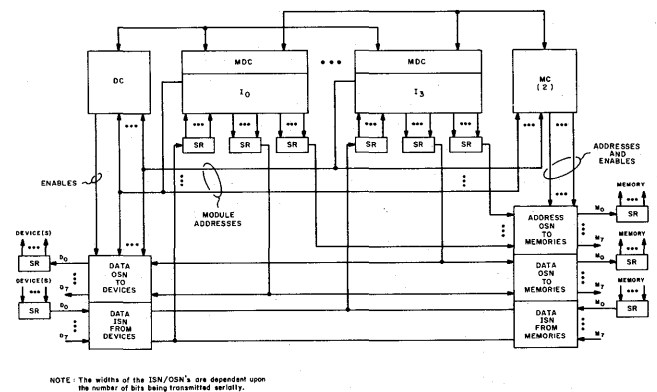 DC
MDC
I0
•••
MDC
I3
MC
(2)
SR
SR
SR
SR
SR
SR
ADDRESSES
AND
ENABLES
ENABLES
MODULE
ADDRESSES
DEVICE(S)
SR
D0
D7
DEVICE(S)
SR
D0
D7
DATA
OSN
TO
DEVICES
DATA
ISN
FROM
DEVICES
ADDRESS
OSN
TO
MEMORIES
DATA
OSN
TO
MEMORIES
DATA
ISN
FROM
MEMORIES
MEMORY
M0
SR
M7
MEMORY
M0
SR
M7
MEMORY
M0
SR
M7
NOTE: The widths of the ISN/OSN's are dependent upon
the number of bits being transmitted serially.